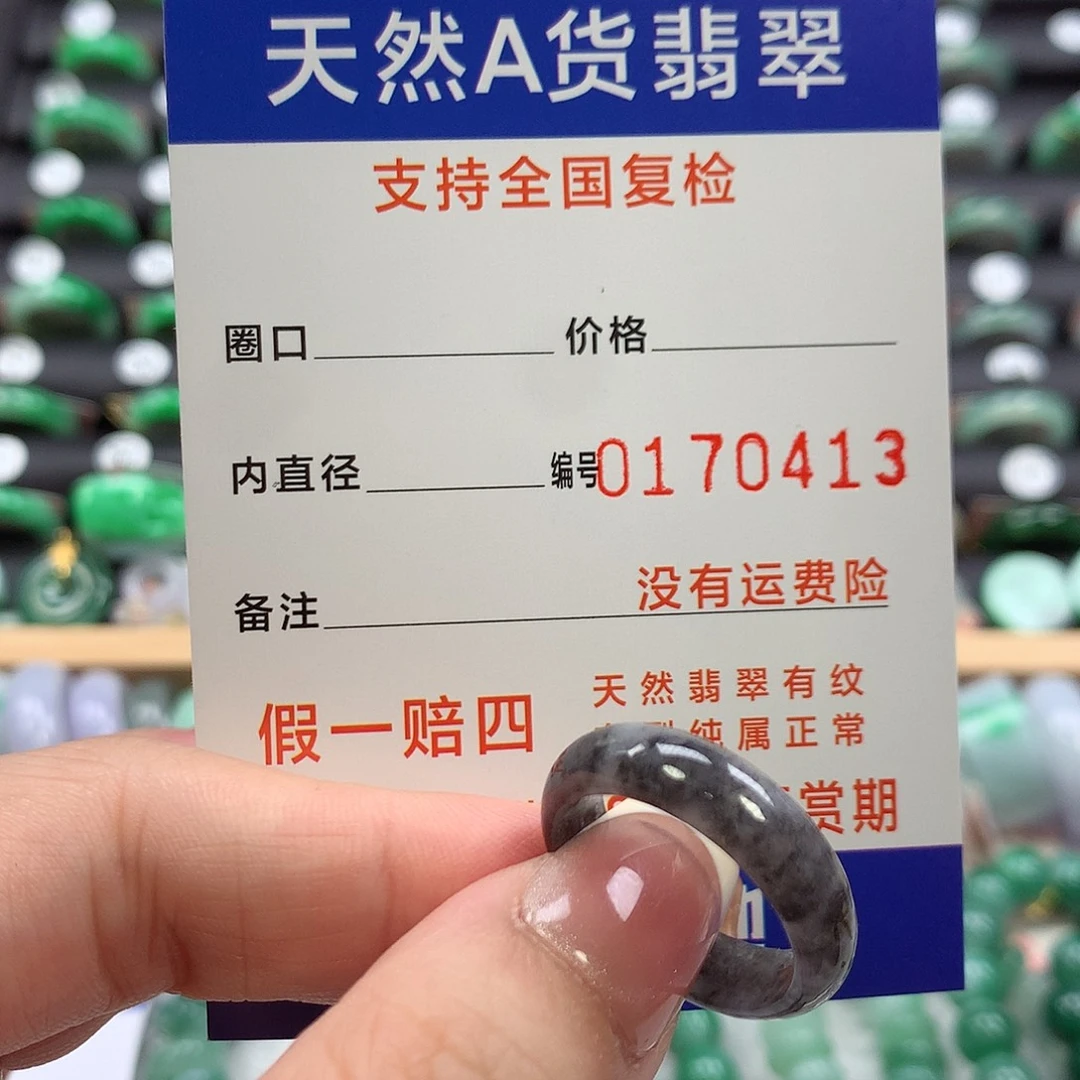 天然A货翡翠
支持全国复检
圈口 价格
内直径 编号0170413
备注 没有运费险
假一赔四
天然翡翠有纹
纯属正常
赏期